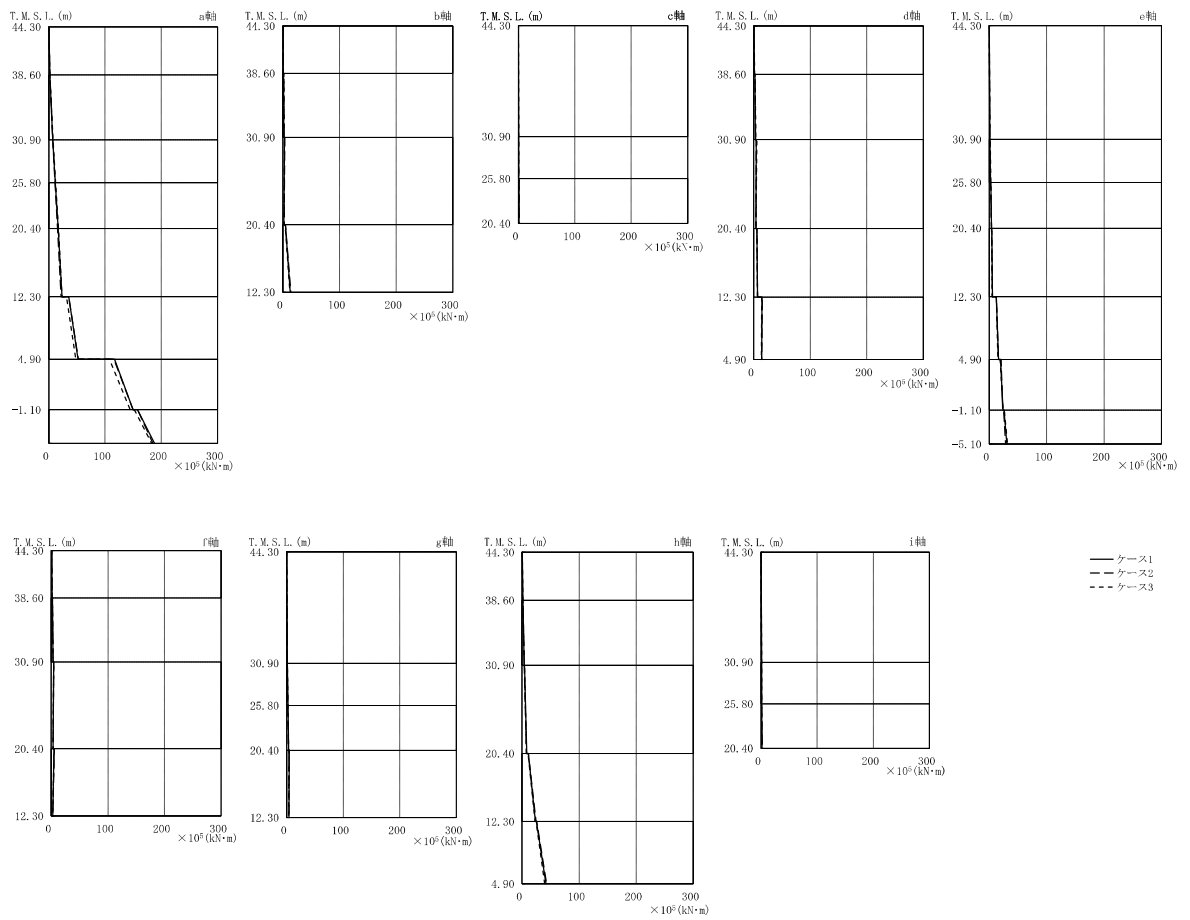 T.M.S.L.(m) a軸
44.30
38.60
30.90
25.80
20.40
12.30
4.90
-1.10
0 100 200 300
×10⁵(kN·m)
T.M.S.L.(m) b軸
44.30
38.60
30.90
20.40
12.30
0 100 200 300
×10⁵(kN·m)
T.M.S.L.(m) c軸
44.30
30.90
25.80
20.40
0 100 200 300
×10⁵(kN·m)
T.M.S.L.(m) d軸
44.30
38.60
30.90
20.40
12.30
4.90
0 100 200 300
×10⁵(kN·m)
T.M.S.L.(m) e軸
44.30
30.90
25.80
20.40
12.30
4.90
-1.10
-5.10
0 100 200 300
×10⁵(kN·m)
T.M.S.L.(m) f軸
44.30
38.60
30.90
20.40
12.30
0 100 200 300
×10⁵(kN·m)
T.M.S.L.(m) g軸
44.30
30.90
25.80
20.40
12.30
0 100 200 300
×10⁵(kN·m)
T.M.S.L.(m) h軸
44.30
38.60
30.90
20.40
12.30
4.90
0 100 200 300
×10⁵(kN·m)
T.M.S.L.(m) i軸
44.30
30.90
25.80
20.40
0 100 200 300
×10⁵(kN·m)
ケース1
ケース2
ケース3